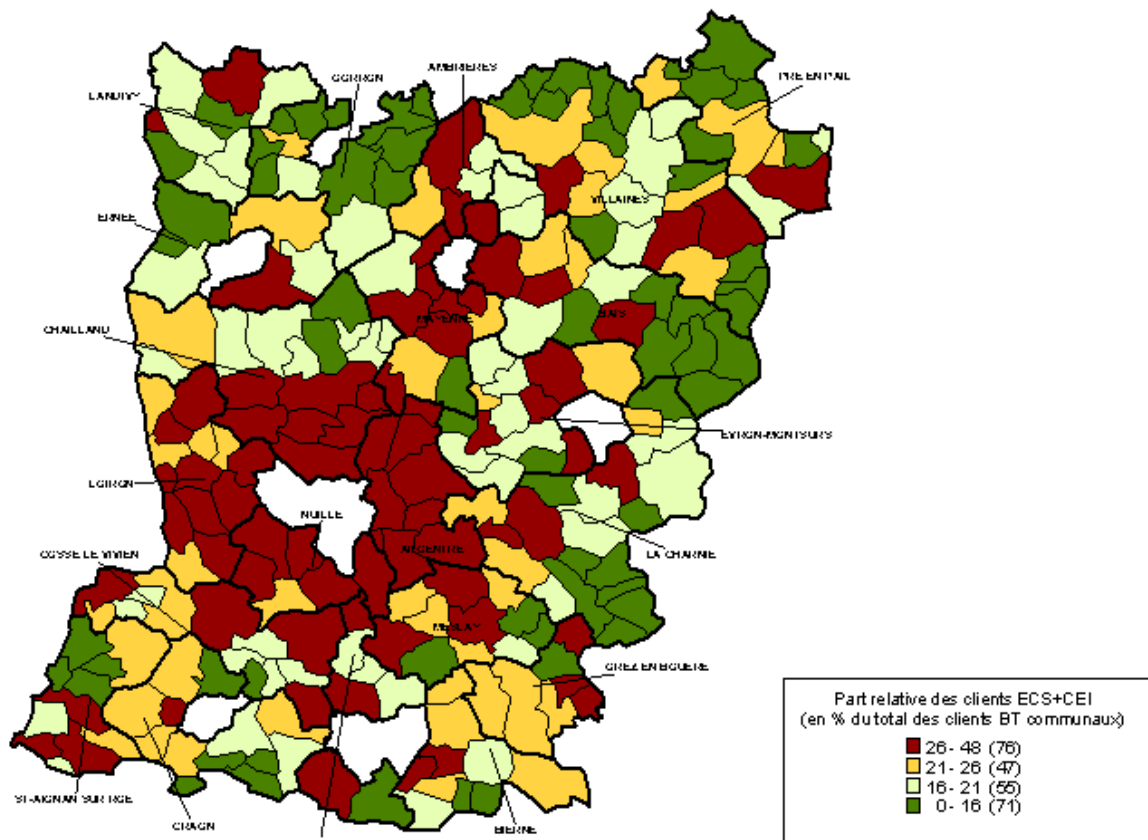 AMBRIERES
GORRON
PRE EN PAIL
LANDIVY
VILLAINES
ERNEE
BAIS
MAYENNE
CHAILLAND
EVRON-MONTSURS
LOIRON
NUILLE
ARGENTRE
COSSE LE VIVIEN
LA CHARNIE
MESLAY
GREZ EN BOUERE
Part relative des clients ECS+CEI
(en % du total des clients BT communaux)
26- 48 (76)
21- 26 (47)
16- 21 (55)
0- 16 (71)
ST-AIGNAN SUR ROE
CRAON
BIERNE